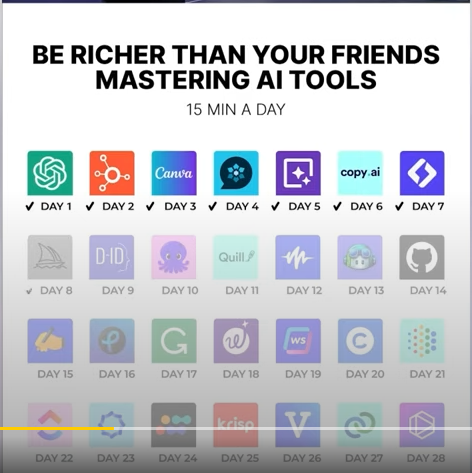 BE RICHER THAN YOUR FRIENDS
MASTERING AI TOOLS
15 MIN A DAY
Canva copy.ai
✓ DAY 1 ✓ DAY 2 ✓ DAY 3 ✓ DAY 4 ✓ DAY 5 ✓ DAY 6 ✓ DAY 7
D-ID Quill
✓ DAY 8 DAY 9 DAY 10 DAY 11 DAY 12 DAY 13 DAY 14
G WS C
DAY 15 DAY 16 DAY 17 DAY 18 DAY 19 DAY 20 DAY 21
krisp V
DAY 22 DAY 23 DAY 24 DAY 25 DAY 26 DAY 27 DAY 28